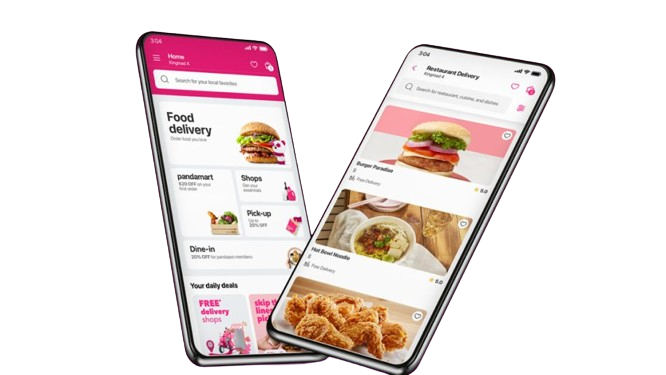 3:04
Home
Kingroad 4
Search for your local favorites
Food
delivery
Order food you love
pandamart
$20 OFF on your
first order
Shops
Get your
essentials
Pick-up
Up to
20% OFF
Dine-in
20% OFF for pandapro members
Your daily deals
FREE*
delivery
shops
skip the
line
pic
3:04
Restaurant Delivery
Kingroad 4
Search for restaurant, cuisine, and dishes
Burger Paradise
$
Free Delivery
5.0
Hot Bowl Noodle
$
Free Delivery
5.0